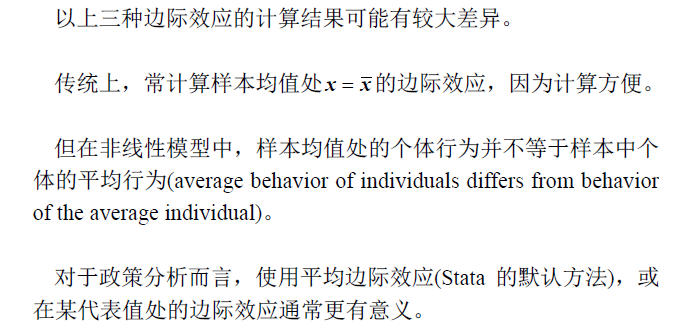 以上三种边际效应的计算结果可能有较大差异。
传统上，常计算样本均值处x = x̄的边际效应，因为计算方便。
但在非线性模型中，样本均值处的个体行为并不等于样本中个
体的平均行为(average behavior of individuals differs from behavior
of the average individual)。
对于政策分析而言，使用平均边际效应(Stata 的默认方法)，或
在某代表值处的边际效应通常更有意义。